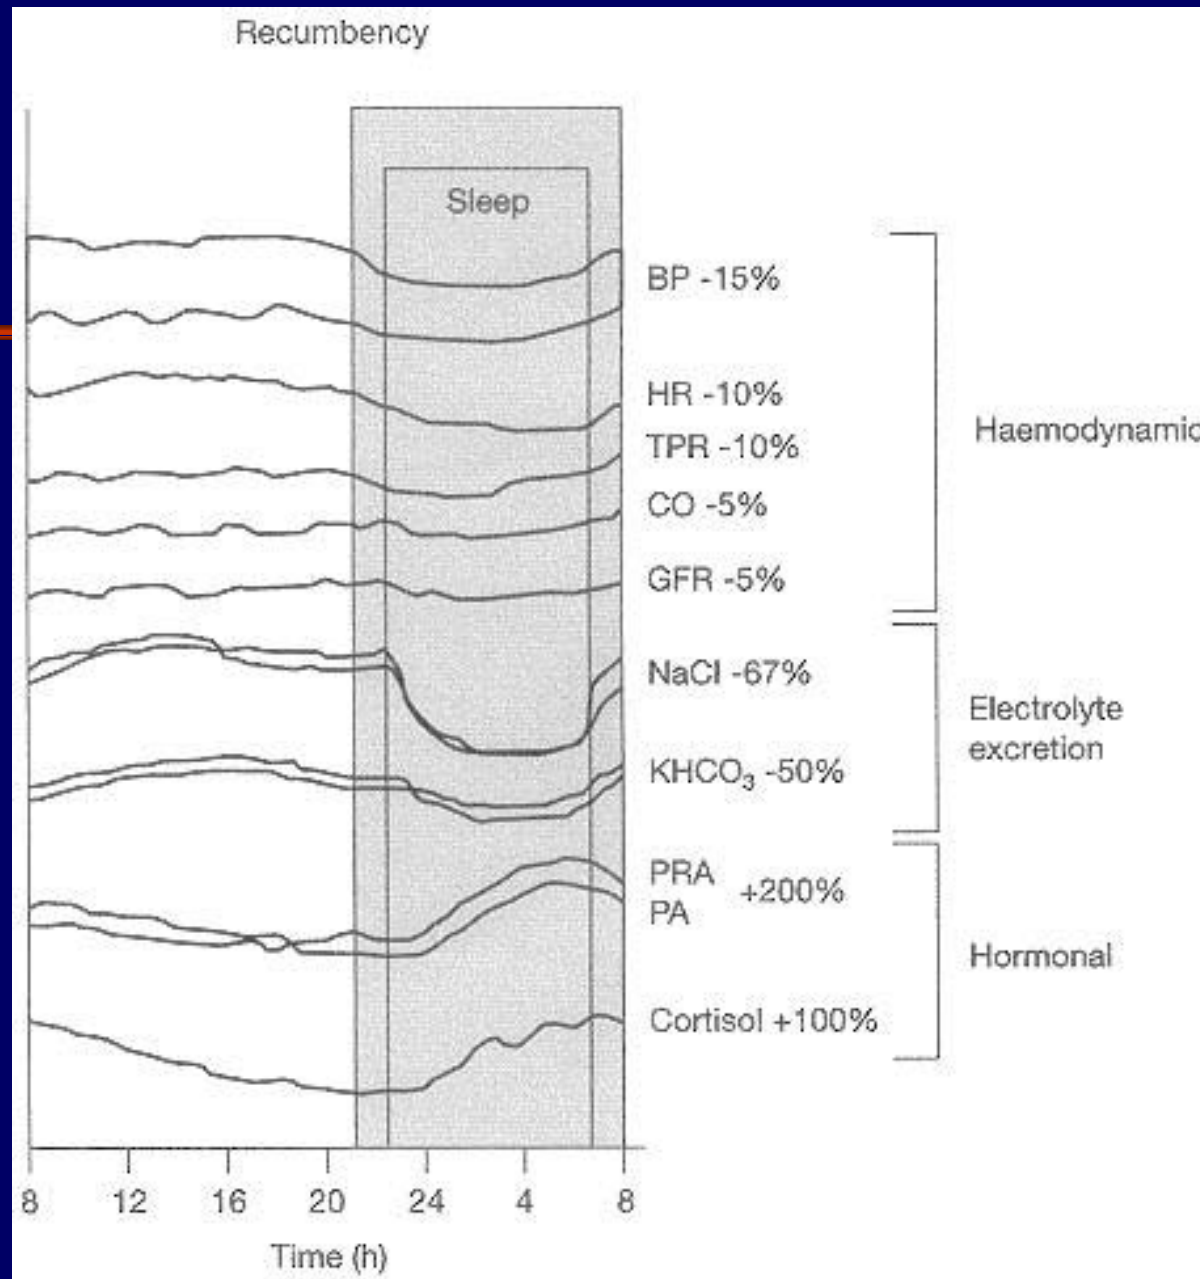 Recumbency
Sleep
BP -15%
HR -10%
TPR -10%
CO -5%
GFR -5%
Haemodynamic
NaCl -67%
KHCO₃ -50%
Electrolyte
excretion
PRA
PA
+200%
Cortisol +100%
Hormonal
8 12 16 20 24 4 8
Time (h)